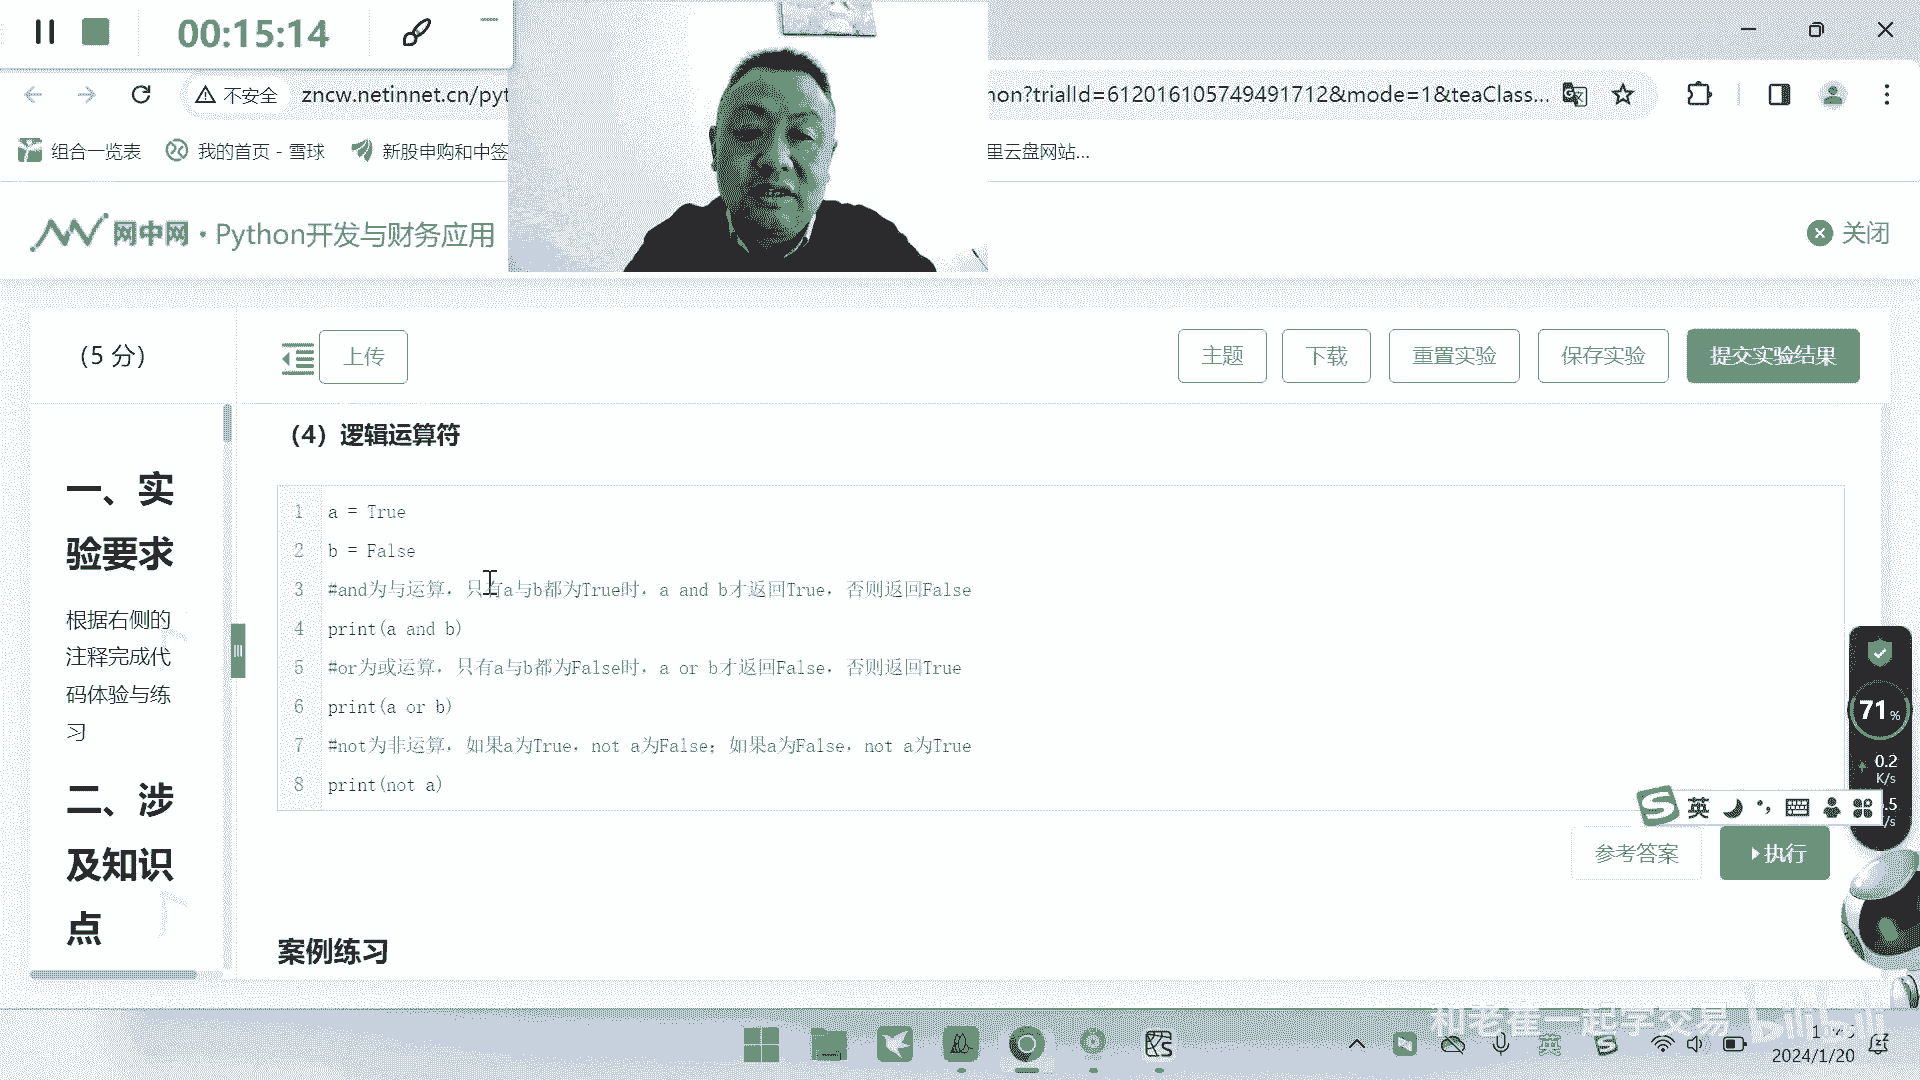 00:15:14
不安全
zncw.netinnet.cn/pyt
hon?trialId=612016105749491712&mode=1&teaClass...
组合一览表
我的首页 - 雪球
新股申购和中签
里云盘网站...
网中网·Python开发与财务应用
关闭
(5 分)
上传
主题
下载
重置实验
保存实验
提交实验结果
一、实
验要求
根据右侧的
注释完成代
码体验与练
习
二、涉
及知识
点
(4) 逻辑运算符
1 a = True
2 b = False
3 #and为与运算，只有a与b都为True时，a and b才返回True，否则返回False
4 print(a and b)
5 #or为或运算，只有a与b都为False时，a or b才返回False，否则返回True
6 print(a or b)
7 #not为非运算，如果a为True，not a为False；如果a为False，not a为True
8 print(not a)
71%
0.2
K/s
英
参考答案
执行
案例练习
和老崔一起学交易
bilibili
英
2024/1/20